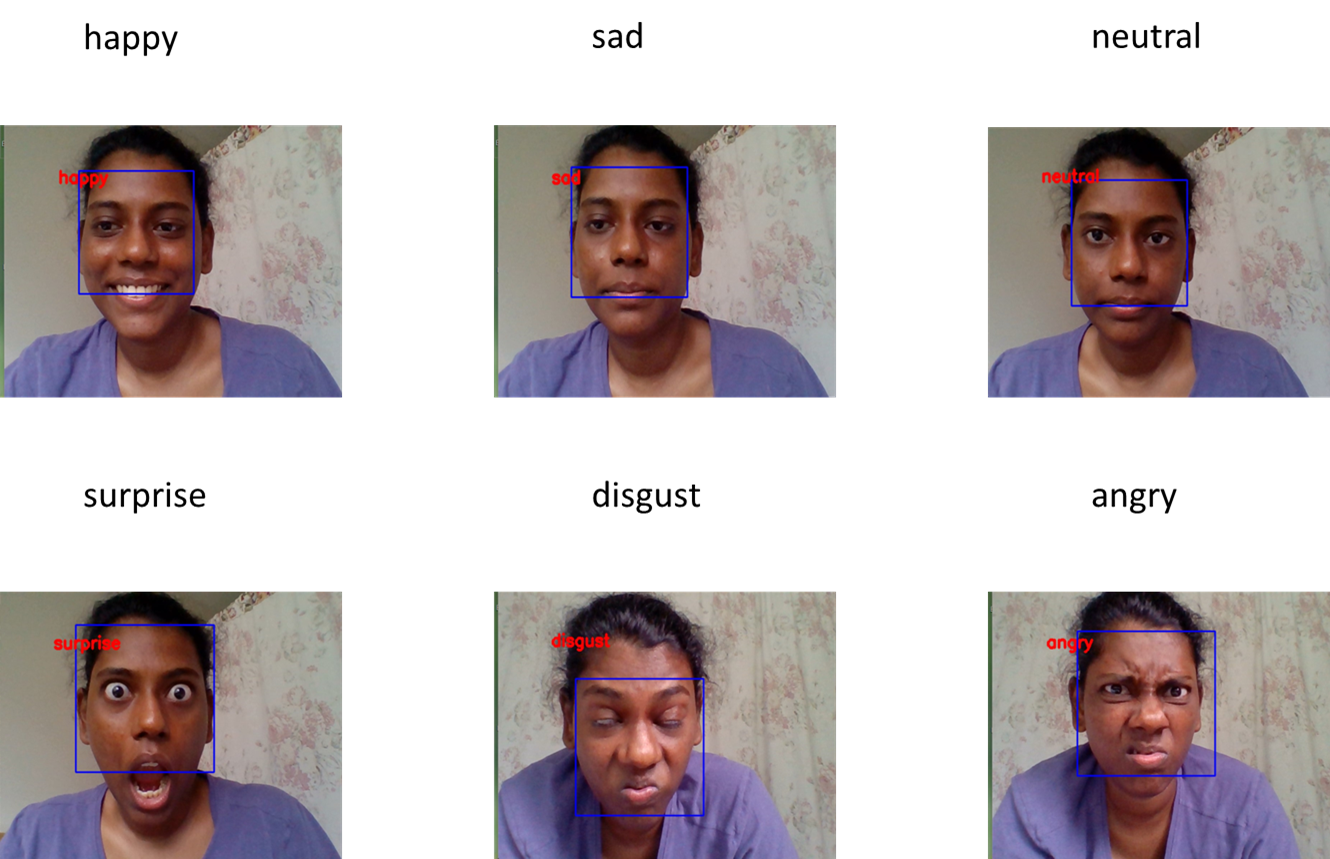 happy
sad
neutral
happy
sad
neutral
surprise
disgust
angry
surprise
disgust
angry